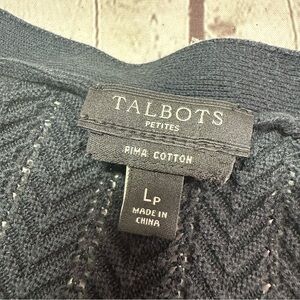 TALBOTS
PETITES
PIMA COTTON
LP
MADE IN
CHINA